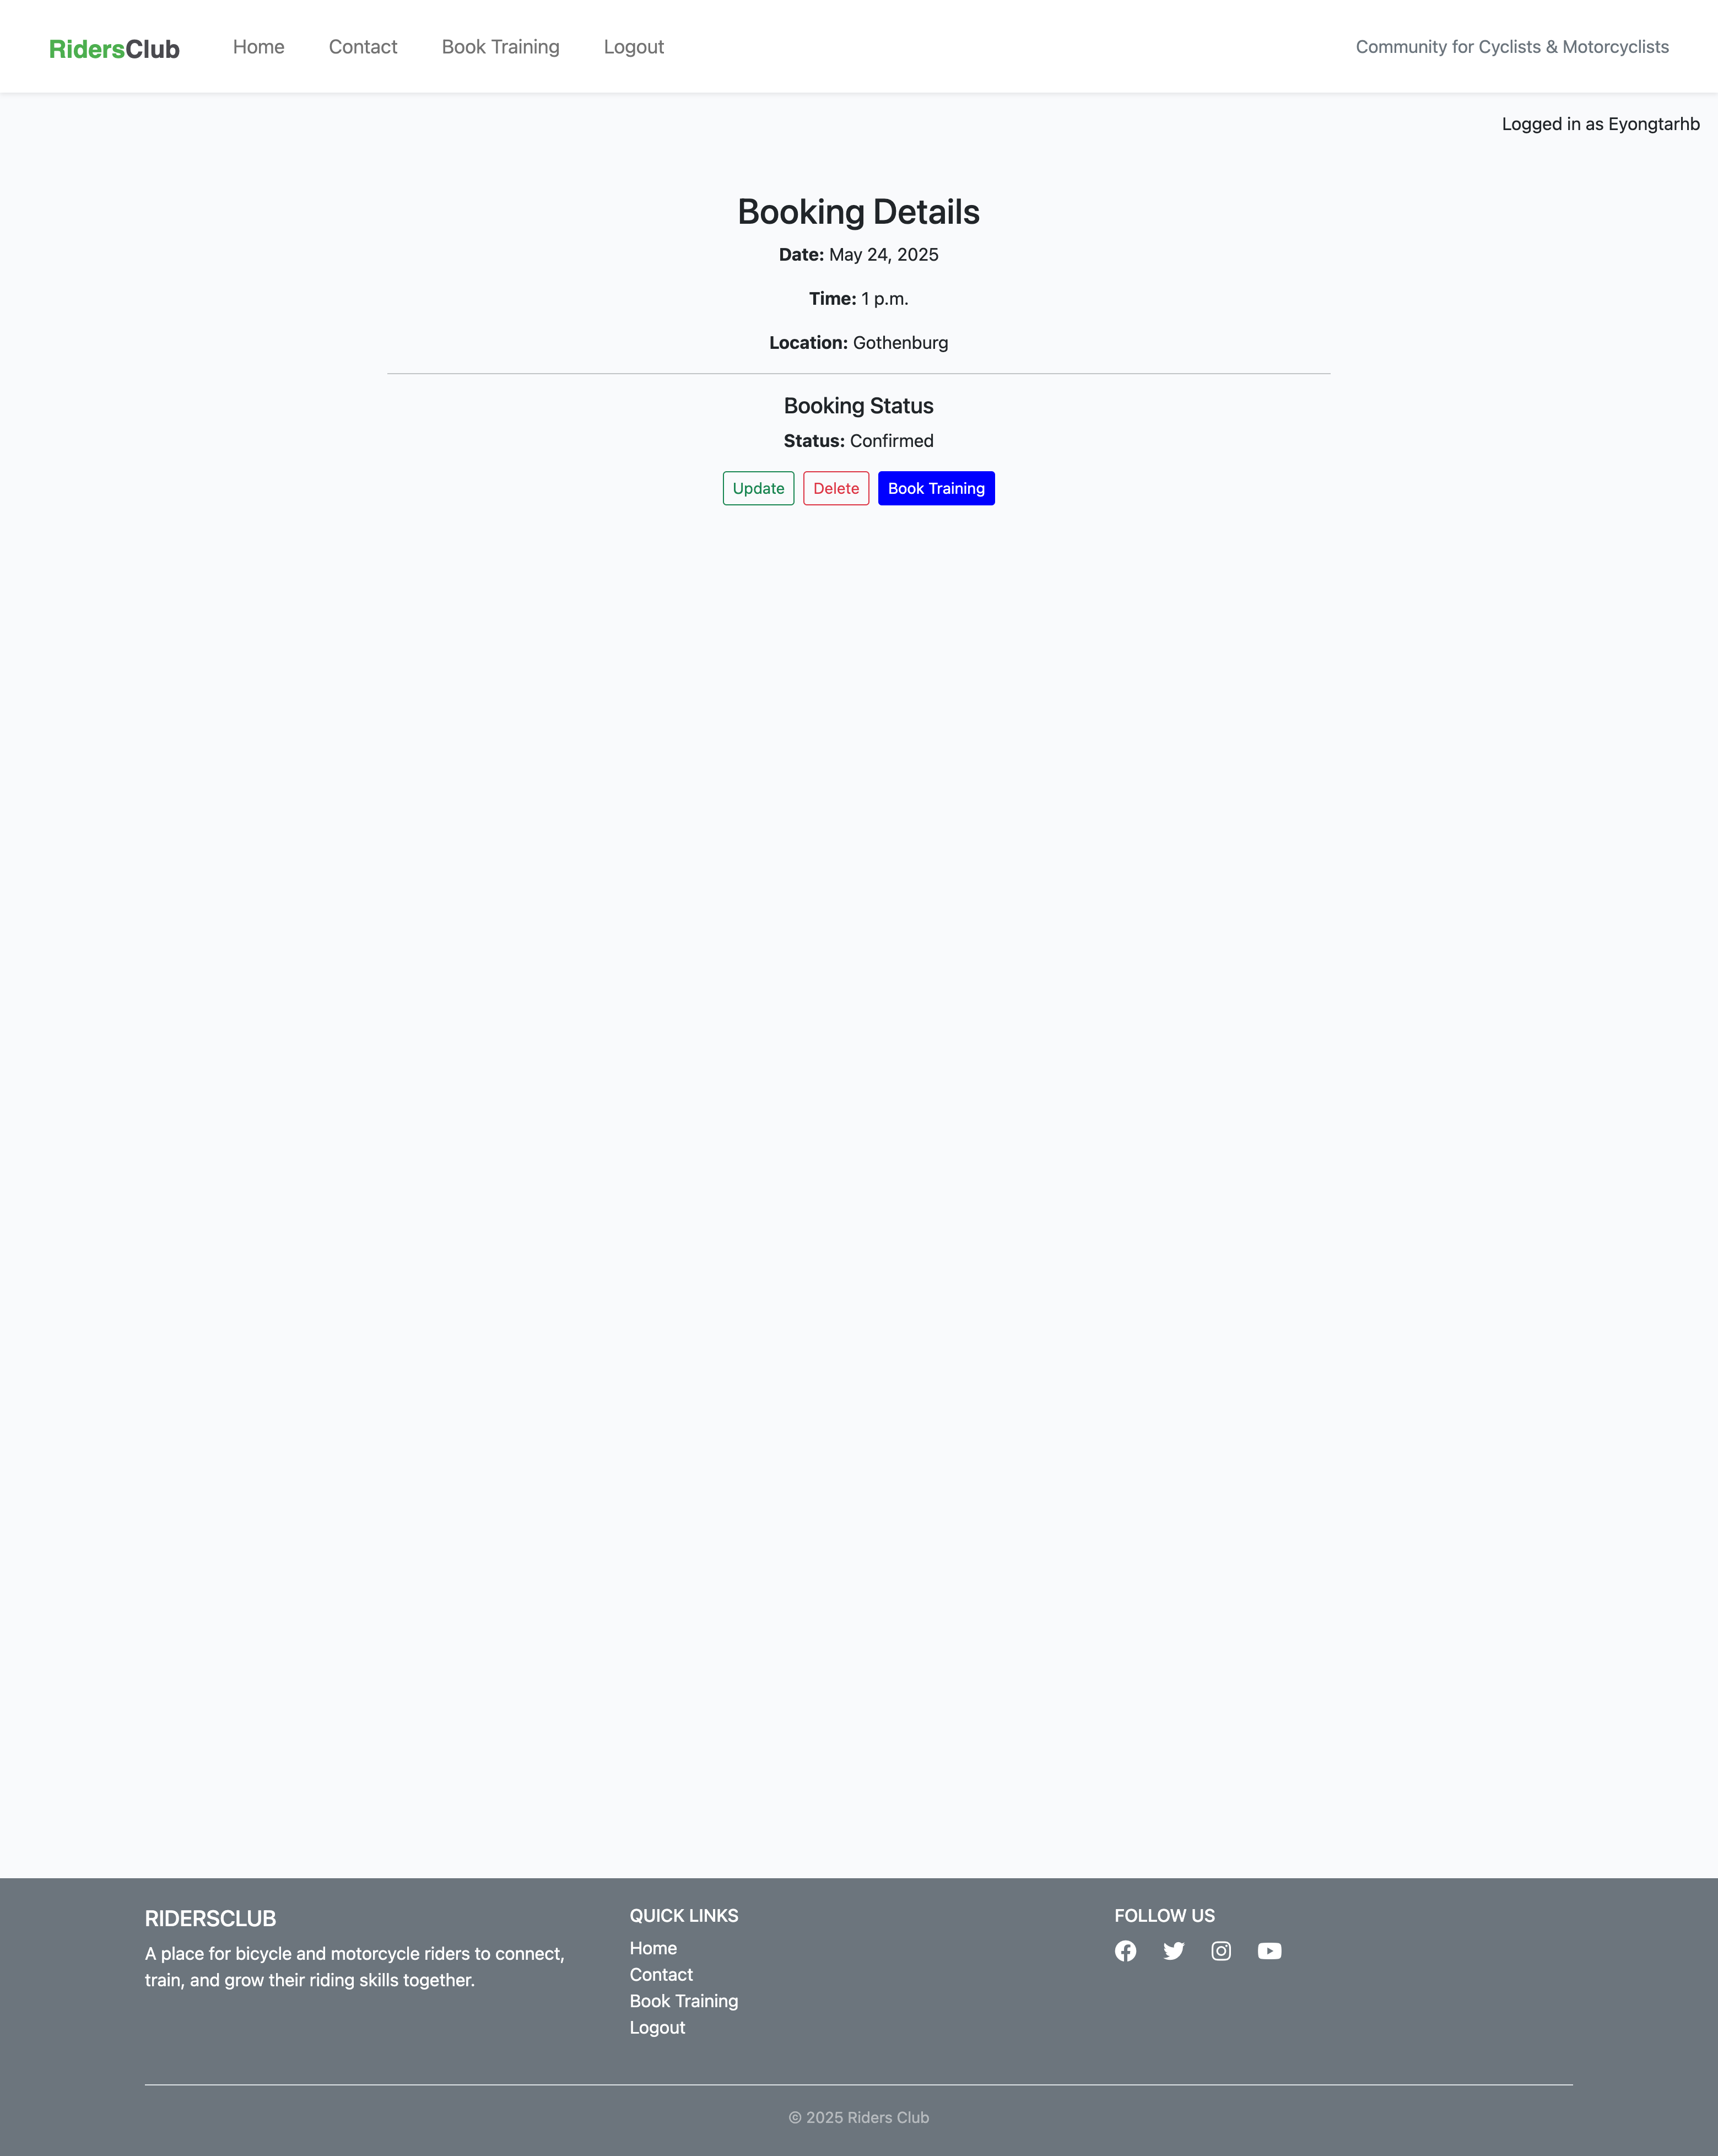 RidersClub
Home
Contact
Book Training
Logout
Community for Cyclists & Motorcyclists
Logged in as Eyongtarhb
Booking Details
Date: May 24, 2025
Time: 1 p.m.
Location: Gothenburg
Booking Status
Status: Confirmed
Update
Delete
Book Training
RIDERSCLUB
A place for bicycle and motorcycle riders to connect,
train, and grow their riding skills together.
QUICK LINKS
Home
Contact
Book Training
Logout
FOLLOW US
© 2025 Riders Club